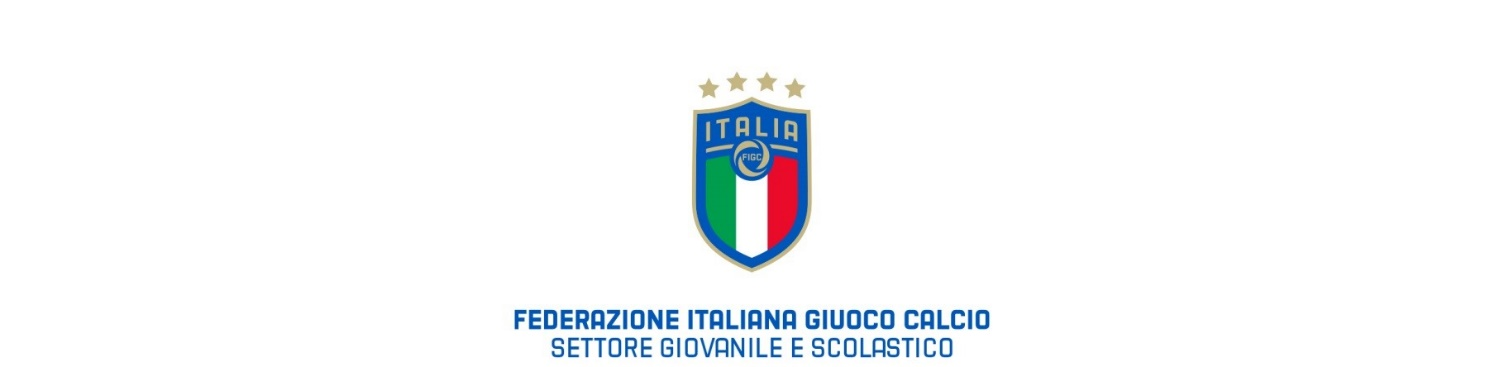 ITALIA
FIGC
FEDERAZIONE ITALIANA GIUOCO CALCIO
SETTORE GIOVANILE E SCOLASTICO